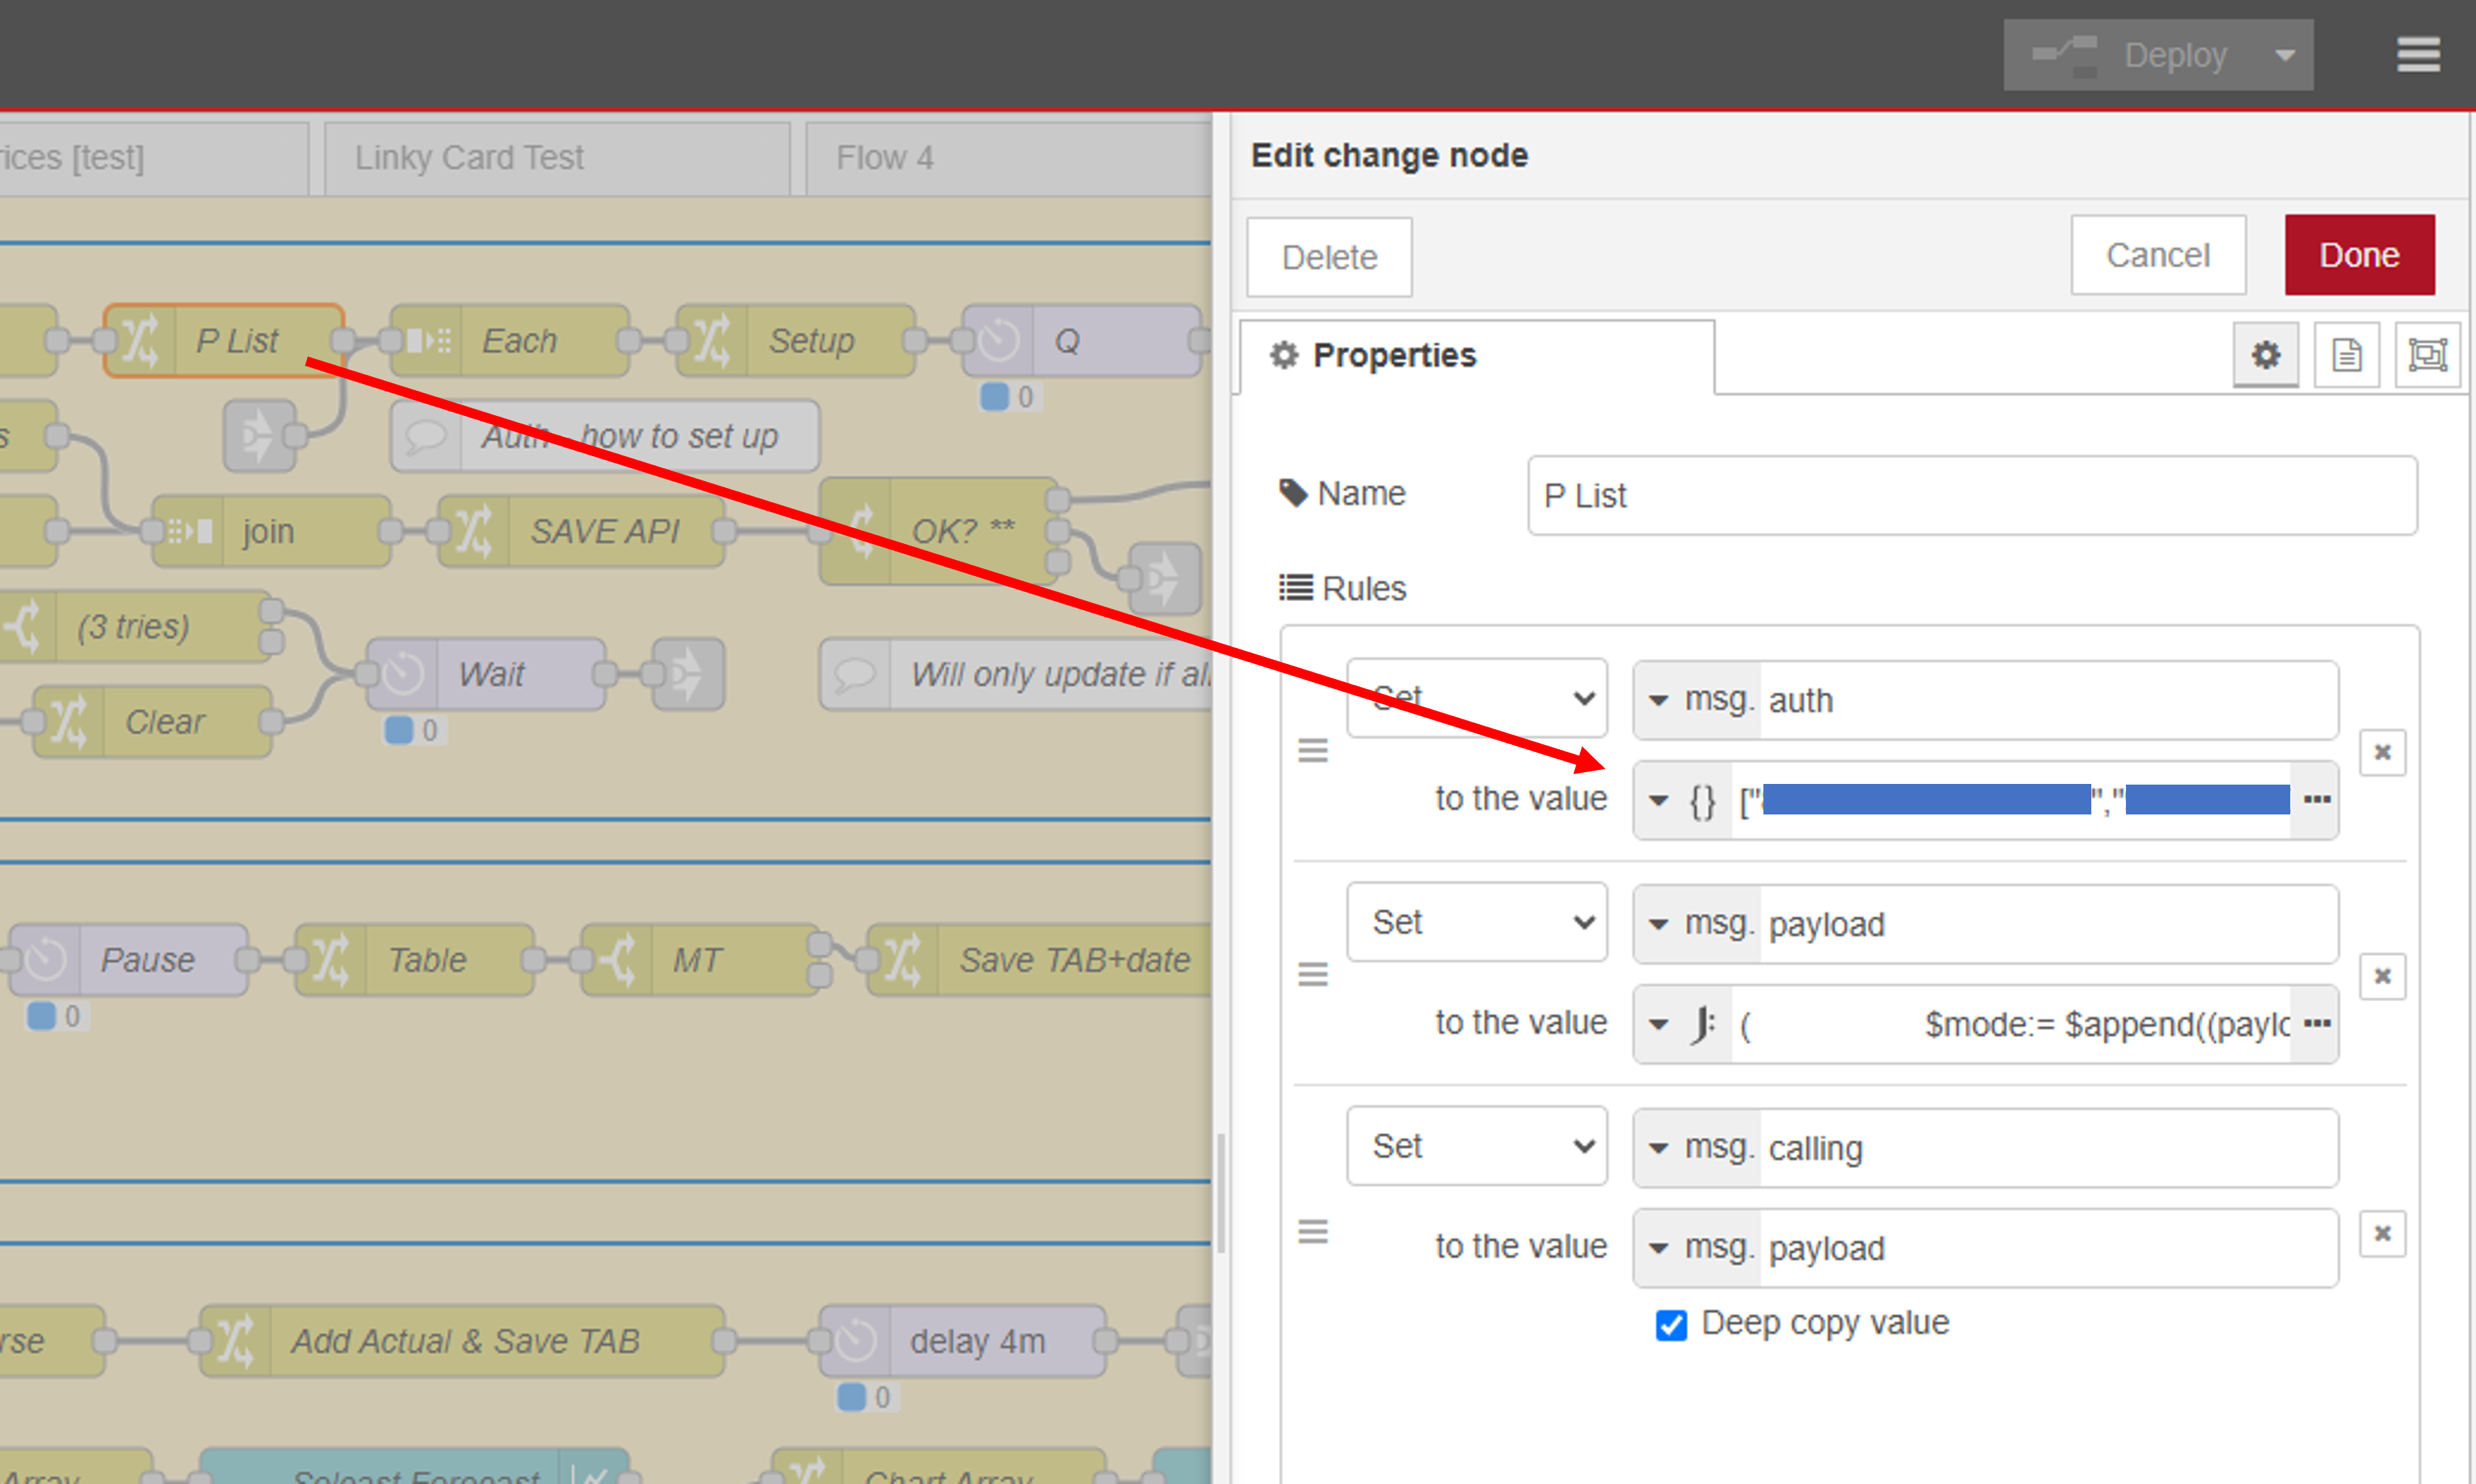 Deploy
rices [test]
Linky Card Test
Flow 4
Edit change node
Delete
Cancel
Done
Properties
P List
Each
Setup
Q
0
Auth - how to set up
s
join
SAVE API
OK? **
(3 tries)
Wait
Will only update if al
Clear
0
Name
P List
Rules
Set
msg. auth
to the value
{} ["
","
Set
msg. payload
to the value
J: ( $mode:= $append((paylo
Set
msg. calling
to the value
msg. payload
Deep copy value
Pause
Table
MT
Save TAB+date
0
rse
Add Actual & Save TAB
delay 4m
0
Array
Solcast Forecast
Chart Array